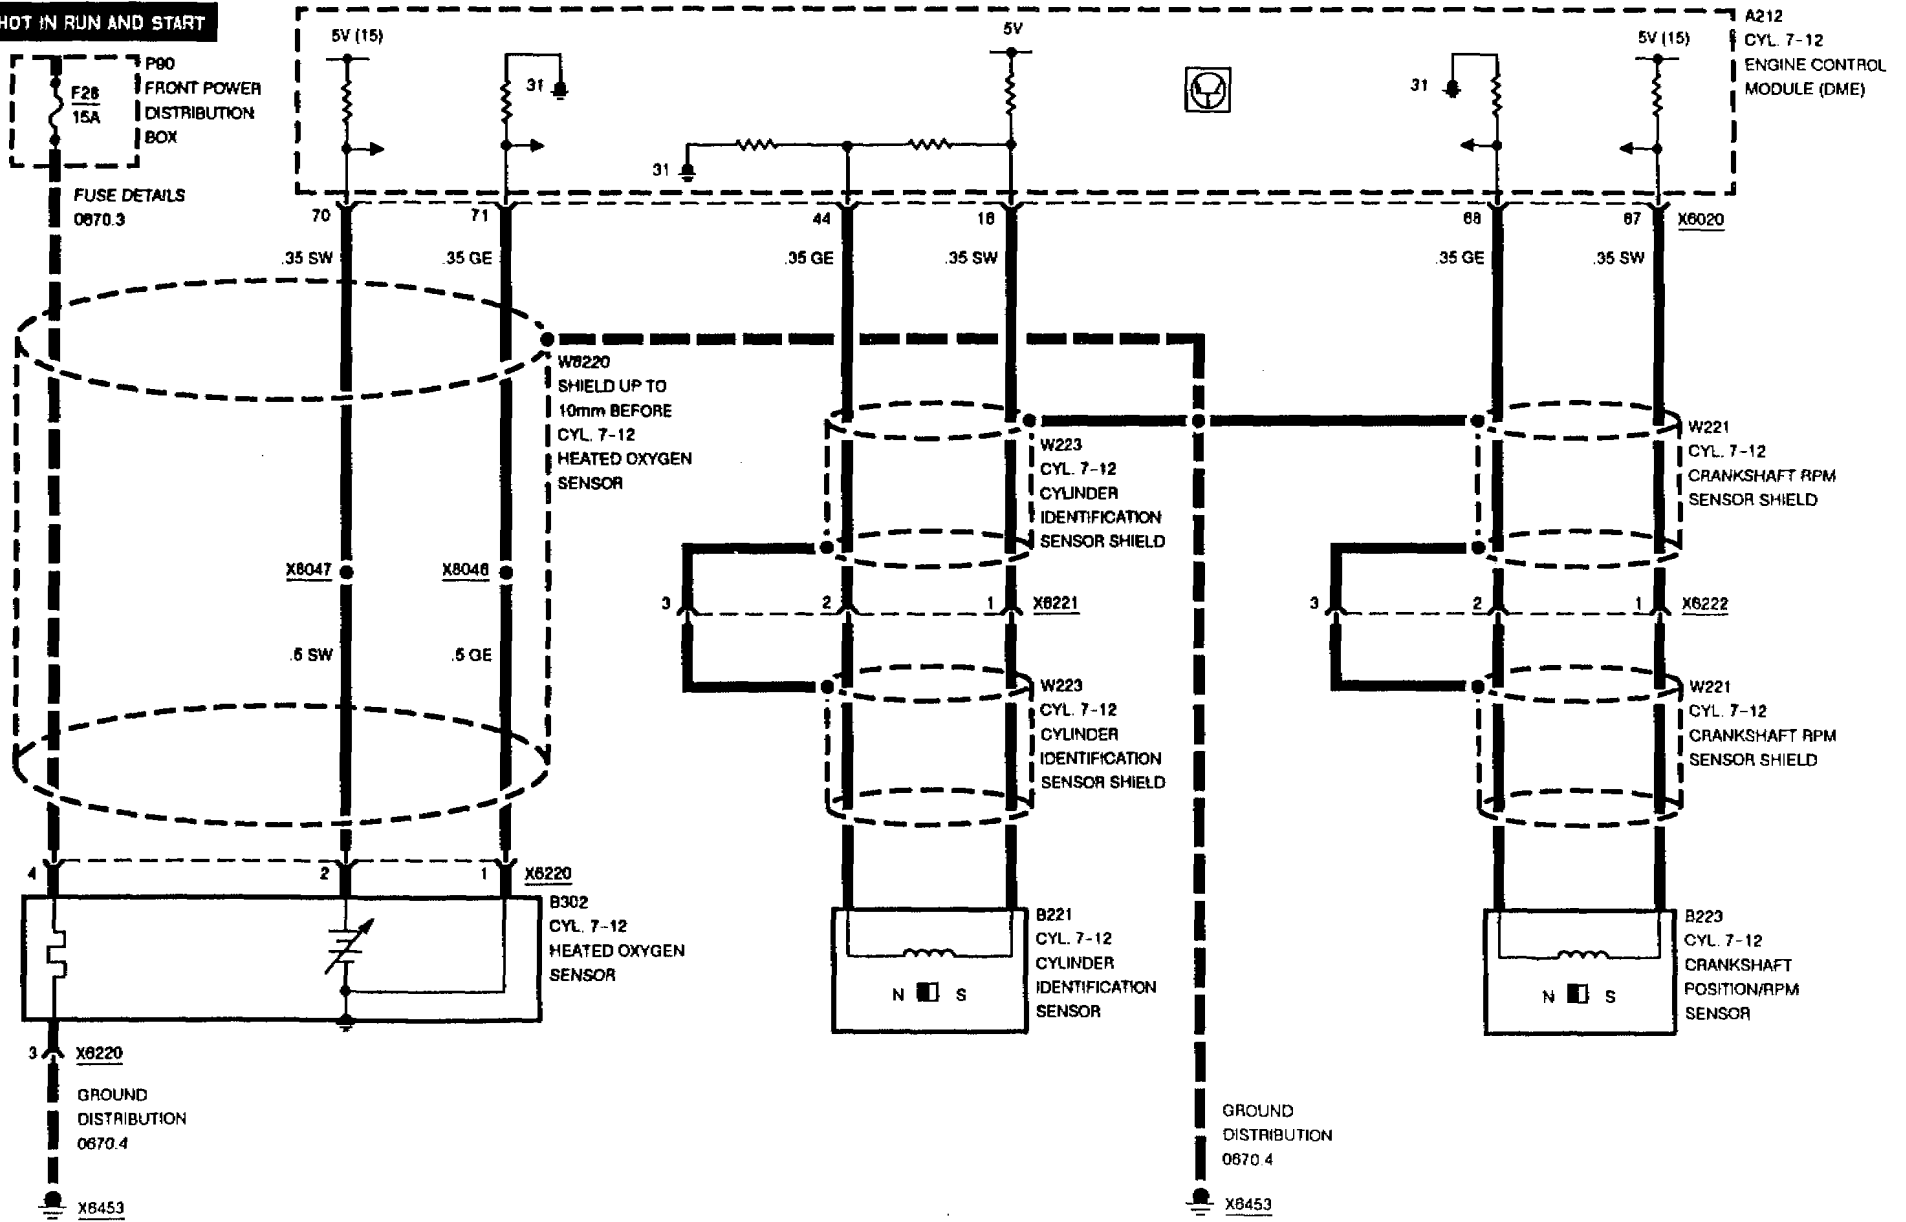 HOT IN RUN AND START
P90
FRONT POWER
DISTRIBUTION
BOX
F28
15A
FUSE DETAILS
0670.3
5V (15)
31
5V
31
31
5V (15)
A212
CYL. 7-12
ENGINE CONTROL
MODULE (DME)
70
71
44
16
68
67
X6020
.35 SW
.35 GE
.35 GE
.35 SW
.35 GE
.35 SW
W6220
SHIELD UP TO
10mm BEFORE
CYL. 7-12
HEATED OXYGEN
SENSOR
W223
CYL. 7-12
CYLINDER
IDENTIFICATION
SENSOR SHIELD
W221
CYL. 7-12
CRANKSHAFT RPM
SENSOR SHIELD
X6047
X6046
3
2
1
X6221
3
2
1
X6222
.5 SW
.5 GE
W223
CYL. 7-12
CYLINDER
IDENTIFICATION
SENSOR SHIELD
W221
CYL. 7-12
CRANKSHAFT RPM
SENSOR SHIELD
4
2
1
X6220
B302
CYL. 7-12
HEATED OXYGEN
SENSOR
B221
CYL. 7-12
CYLINDER
IDENTIFICATION
SENSOR
N S
B223
CYL. 7-12
CRANKSHAFT
POSITION/RPM
SENSOR
N S
3
X6220
GROUND
DISTRIBUTION
0670.4
X6453
GROUND
DISTRIBUTION
0670.4
X6453